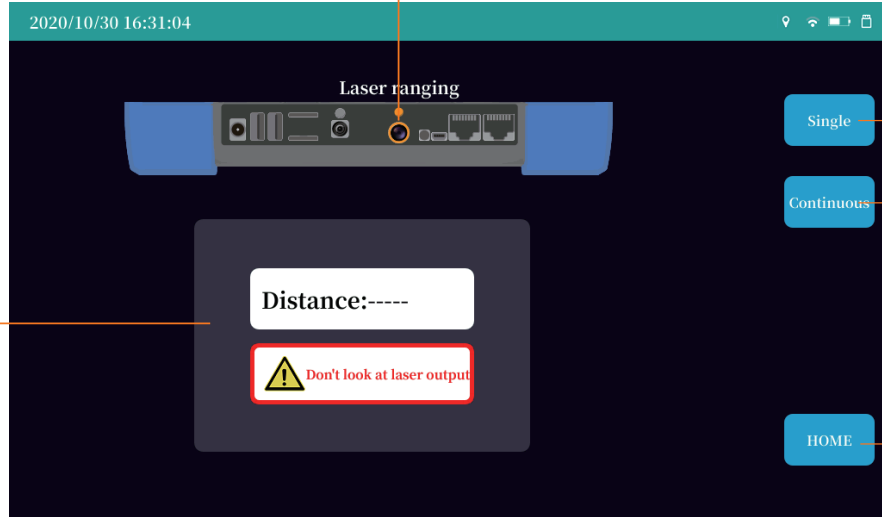 2020/10/30 16:31:04
Laser ranging
Single
Continuous
Distance:-----
Don't look at laser output
HOME